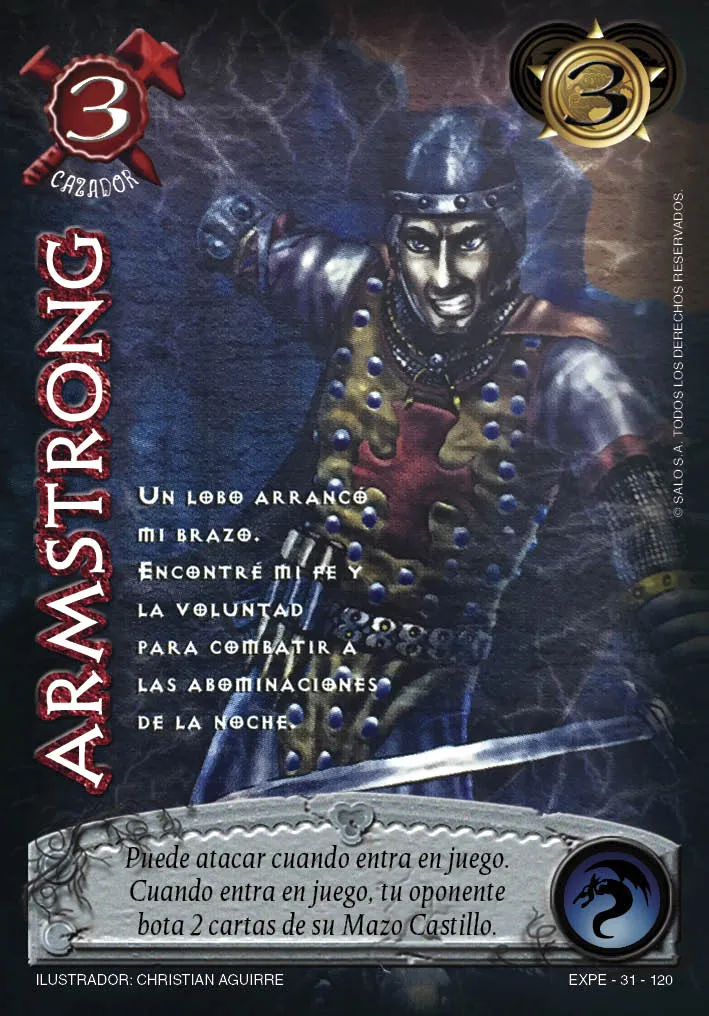 3
CAZADOR
3
ARMSTRONG
© SALO S.A. TODOS LOS DERECHOS RESERVADOS.
UN LOBO ARRANCÓ
MI BRAZO.
ENCONTRÉ MI FE Y
LA VOLUNTAD
PARA COMBATIR A
LAS ABOMINACIONES
DE LA NOCHE.
Puede atacar cuando entra en juego.
Cuando entra en juego, tu oponente
bota 2 cartas de su Mazo Castillo.
ILUSTRADOR: CHRISTIAN AGUIRRE
EXPE - 31 - 120